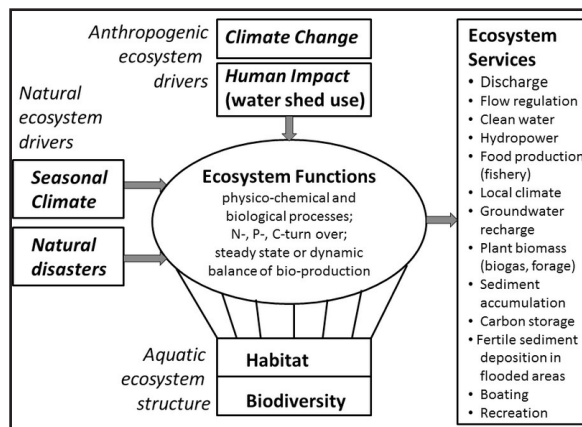 Anthropogenic
ecosystem
drivers
Climate Change
Human Impact
(water shed use)
Natural
ecosystem
drivers
Seasonal
Climate
Natural
disasters
Ecosystem Functions
physico-chemical and
biological processes;
N-, P-, C-turn over;
steady state or dynamic
balance of bio-production
Aquatic
ecosystem
structure
Habitat
Biodiversity
Ecosystem
Services
• Discharge
• Flow regulation
• Clean water
• Hydropower
• Food production
(fishery)
• Local climate
• Groundwater
recharge
• Plant biomass
(biogas, forage)
• Sediment
accumulation
• Carbon storage
• Fertile sediment
deposition in
flooded areas
• Boating
• Recreation